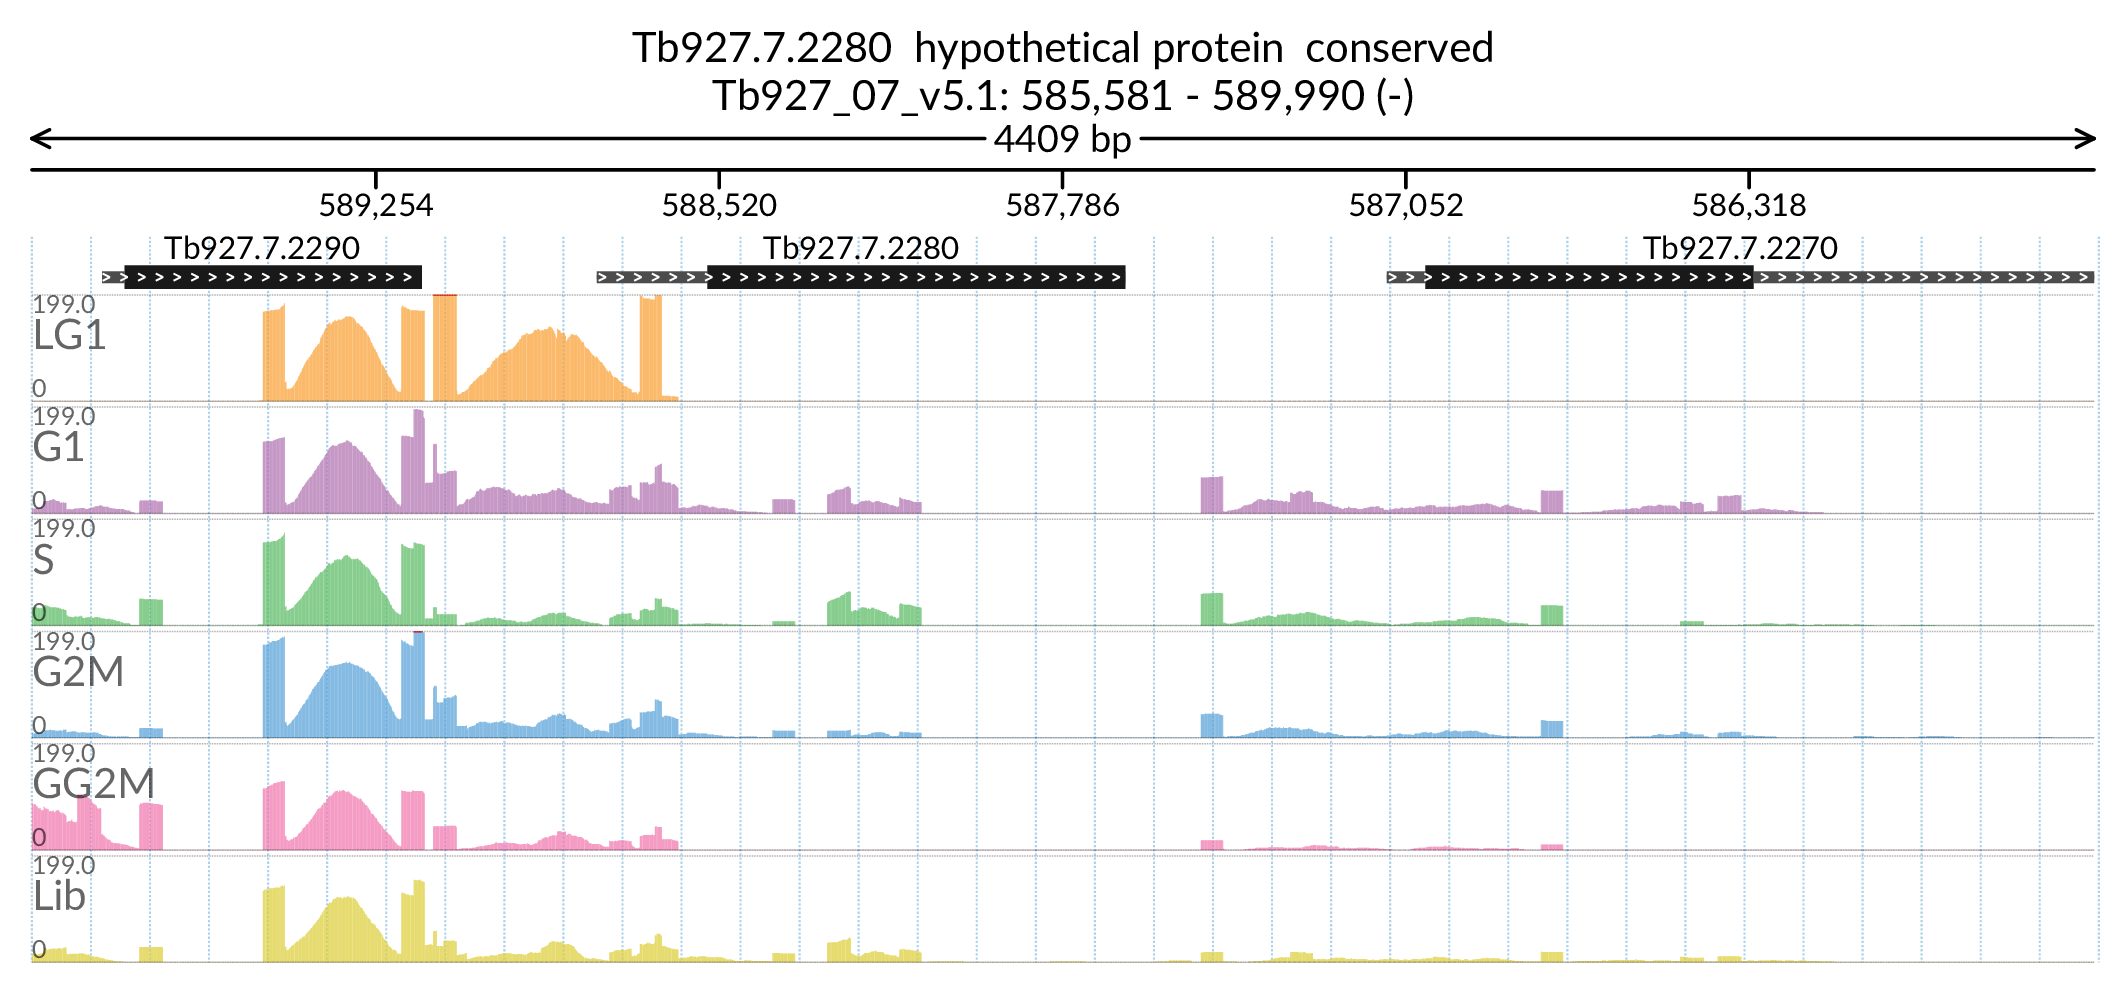 Tb927.7.2280 hypothetical protein conserved
Tb927_07_v5.1: 585,581 - 589,990 (-)
4409 bp
589,254 588,520 587,786 587,052 586,318
Tb927.7.2290 Tb927.7.2280 Tb927.7.2270
199.0
LG1
0
199.0
G1
0
199.0
S
0
199.0
G2M
0
199.0
GG2M
0
199.0
Lib
0